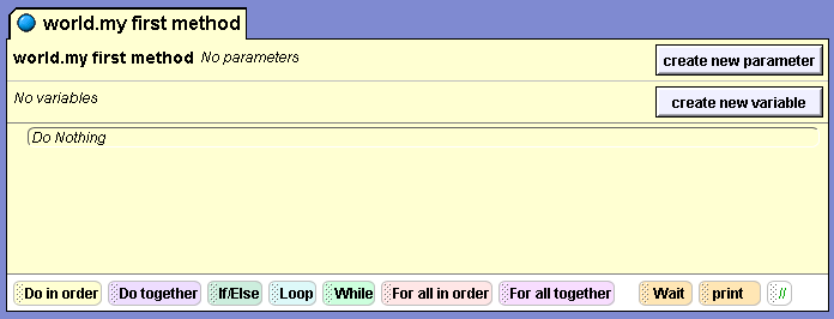 world.my first method
world.my first method No parameters create new parameter
No variables create new variable
Do Nothing
Do in order Do together If/Else Loop While For all in order For all together Wait print //